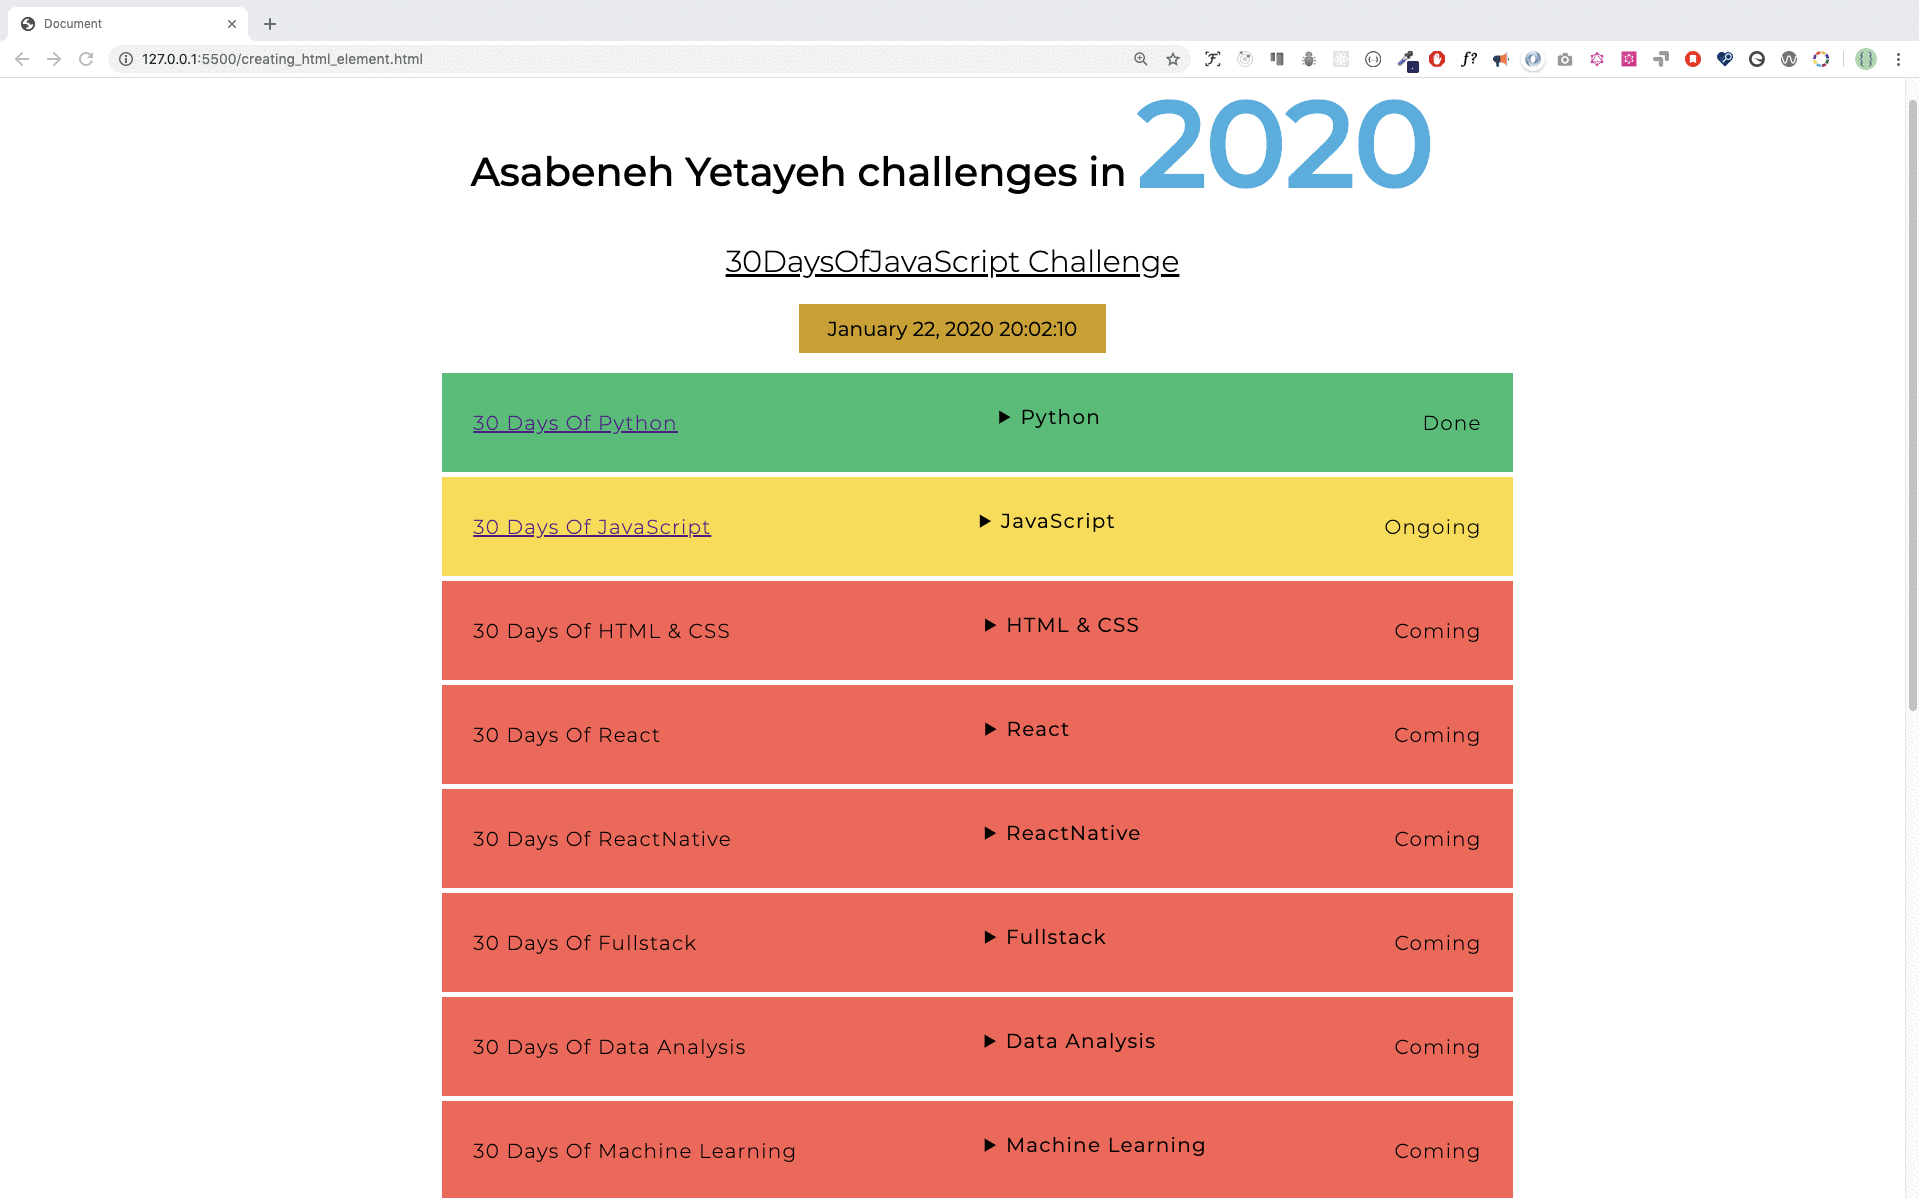 Document
127.0.0.1:5500/creating_html_element.html
Asabeneh Yetayeh challenges in 2020
30DaysOfJavaScript Challenge
January 22, 2020 20:02:10
30 Days Of Python ▶ Python Done
30 Days Of JavaScript ▶ JavaScript Ongoing
30 Days Of HTML & CSS ▶ HTML & CSS Coming
30 Days Of React ▶ React Coming
30 Days Of ReactNative ▶ ReactNative Coming
30 Days Of Fullstack ▶ Fullstack Coming
30 Days Of Data Analysis ▶ Data Analysis Coming
30 Days Of Machine Learning ▶ Machine Learning Coming